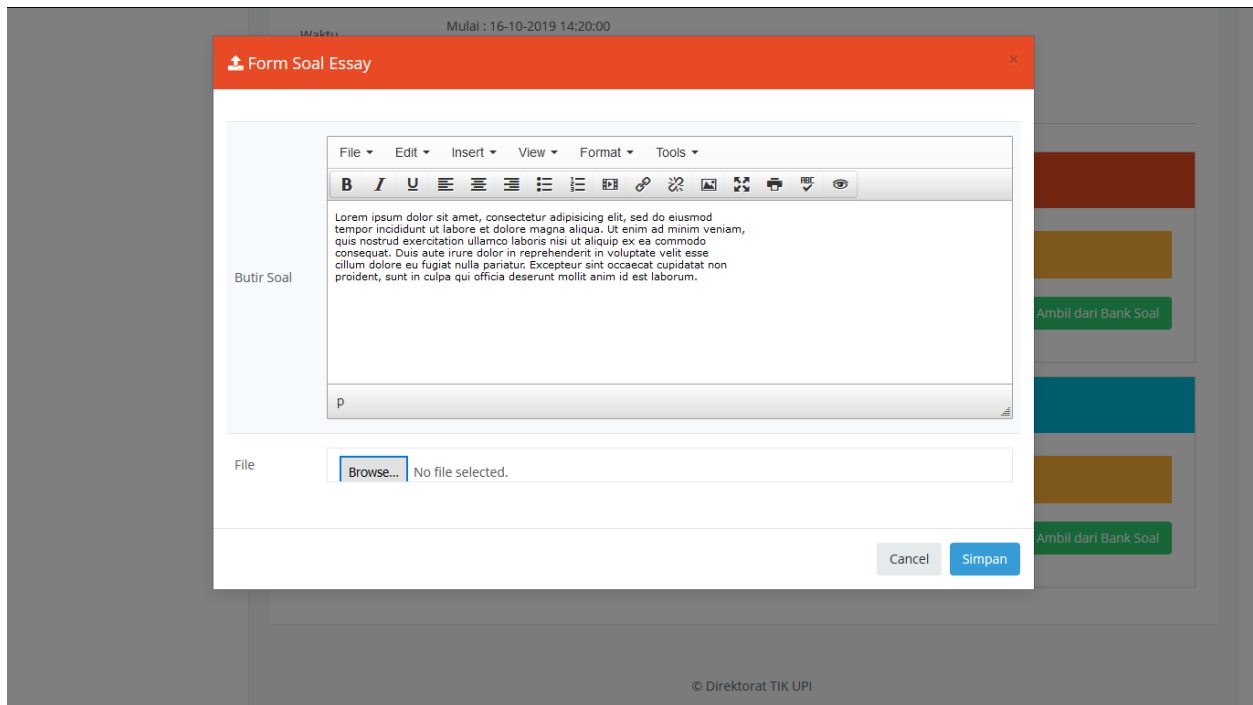 Mulai : 16-10-2019 14:20:00
Waktu
Form Soal Essay
×
File Edit Insert View Format Tools
B I U ABC
Lorem ipsum dolor sit amet, consectetur adipisicing elit, sed do eiusmod
tempor incididunt ut labore et dolore magna aliqua. Ut enim ad minim veniam,
quis nostrud exercitation ullamco laboris nisi ut aliquip ex ea commodo
consequat. Duis aute irure dolor in reprehenderit in voluptate velit esse
cillum dolore eu fugiat nulla pariatur. Excepteur sint occaecat cupidatat non
proident, sunt in culpa qui officia deserunt mollit anim id est laborum.
Butir Soal
Ambil dari Bank Soal
p
File
Browse... No file selected.
Ambil dari Bank Soal
Cancel Simpan
© Direktorat TIK UPI